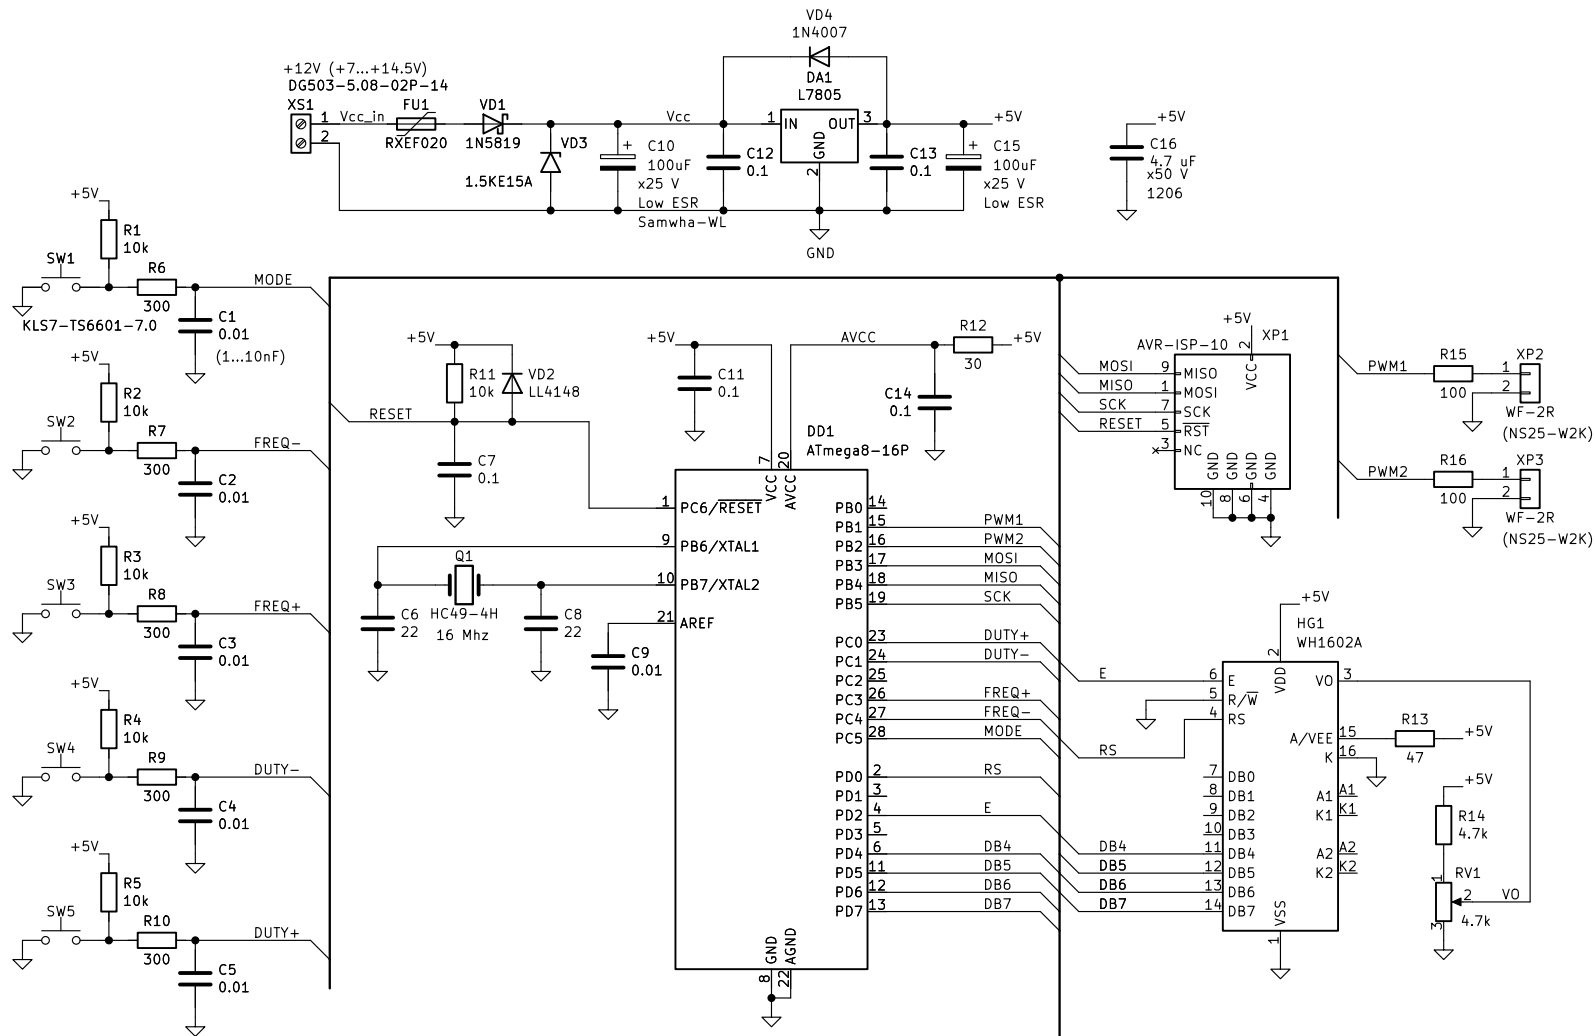 VD4
1N4007
DA1
L7805
+12V (+7...+14.5V)
DG503-5.08-02P-14
XS1
1
2
Vcc_in
FU1
RXEF020
VD1
1N5819
VD3
1.5KE15A
Vcc
C10
100uF
x25 V
Low ESR
Samwha-WL
C12
0.1
1
IN
OUT
3
GND
2
GND
C13
0.1
+5V
C15
100uF
x25 V
Low ESR
+5V
C16
4.7 uF
x50 V
1206
+5V
R1
10k
SW1
R6
300
MODE
C1
0.01
(1...10nF)
KLS7-TS6601-7.0
+5V
R2
10k
SW2
R7
300
FREQ-
C2
0.01
+5V
R3
10k
SW3
R8
300
FREQ+
C3
0.01
+5V
R4
10k
SW4
R9
300
DUTY-
C4
0.01
+5V
R5
10k
SW5
R10
300
DUTY+
C5
0.01
+5V
R11
10k
VD2
LL4148
RESET
C7
0.1
+5V
C11
0.1
AVCC
R12
30
+5V
C14
0.1
Q1
HC49-4H
16 Mhz
C6
22
C8
22
C9
0.01
DD1
ATmega8-16P
7
VCC
20
AVCC
1
PC6/RESET
9
PB6/XTAL1
10
PB7/XTAL2
21
AREF
PB0 14
PB1 15 PWM1
PB2 16 PWM2
PB3 17 MOSI
PB4 18 MISO
PB5 19 SCK
PC0 23 DUTY+
PC1 24 DUTY-
PC2 25
PC3 26 FREQ+
PC4 27 FREQ-
PC5 28 MODE
PD0 2 RS
PD1 3
PD2 4 E
PD3 5
PD4 6 DB4
PD5 11 DB5
PD6 12 DB6
PD7 13 DB7
GND
8
AGND
22
+5V
XP1
AVR-ISP-10
2
VCC
MOSI 9 MISO
MISO 1 MOSI
SCK 7 SCK
RESET 5 RST
3 NC
GND GND GND GND
10 8 6 4
PWM1
R15
100
XP2
1
2
WF-2R
(NS25-W2K)
PWM2
R16
100
XP3
1
2
WF-2R
(NS25-W2K)
+5V
HG1
WH1602A
2
VDD
E 6 E
5 R/W
4 RS
RS
7 DB0
8 DB1
9 DB2
10 DB3
DB4 11 DB4
DB5 12 DB5
DB6 13 DB6
DB7 14 DB7
VSS
1
VO 3
A/VEE 15
K 16
A1 A1
K1 K1
A2 A2
K2 K2
R13
47
+5V
+5V
R14
4.7k
RV1
1
2
3
VO
4.7k